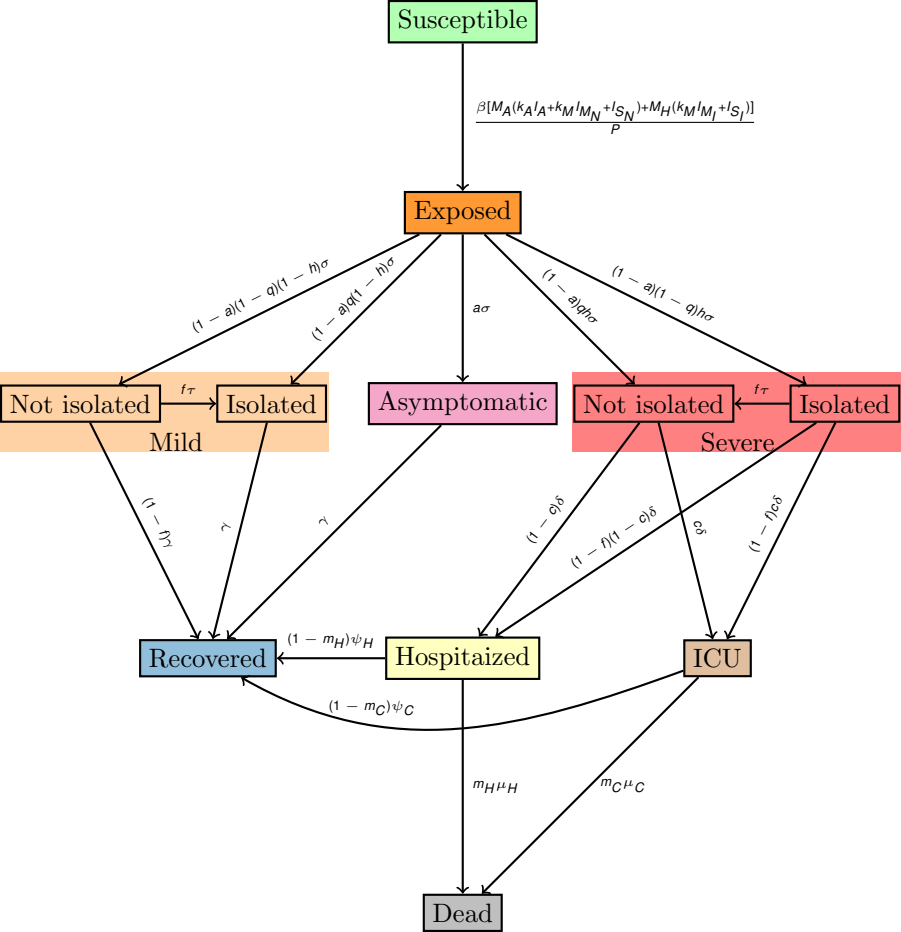 Susceptible
β[M_A(k_A I_A+k_M I_{M_N}+I_{S_N})+M_H(k_M I_{M_I}+I_{S_I})]
P
Exposed
(1 − a)(1 − q)(1 − h)σ
(1 − a)q(1 − h)σ
aσ
(1 − a)qhσ
(1 − a)(1 − q)hσ
Not isolated
fτ
Isolated
Mild
Asymptomatic
Not isolated
fτ
Isolated
Severe
(1 − f)γ
γ
γ
(1 − c)δ
(1 − f)(1 − c)δ
cδ
(1 − f)cδ
Recovered
(1 − m_H)ψ_H
Hospitaized
ICU
(1 − m_C)ψ_C
m_H μ_H
m_C μ_C
Dead